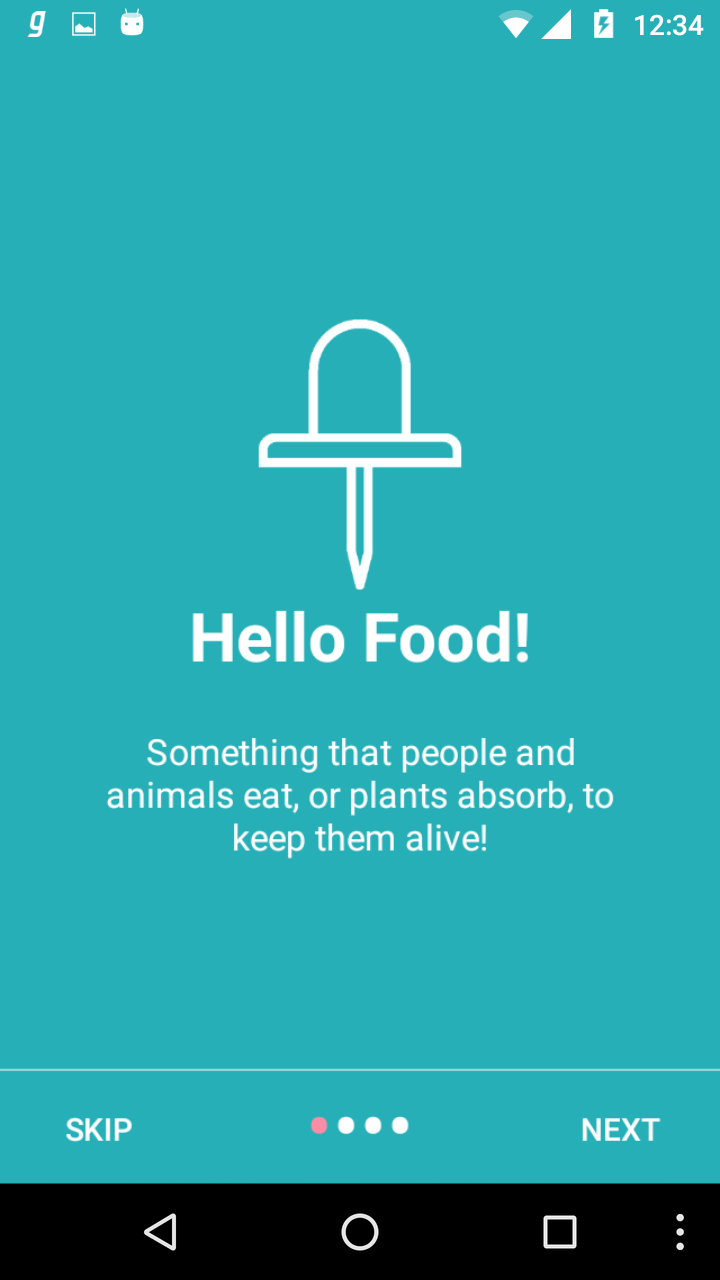 12:34
Hello Food!
Something that people and
animals eat, or plants absorb, to
keep them alive!
SKIP
NEXT